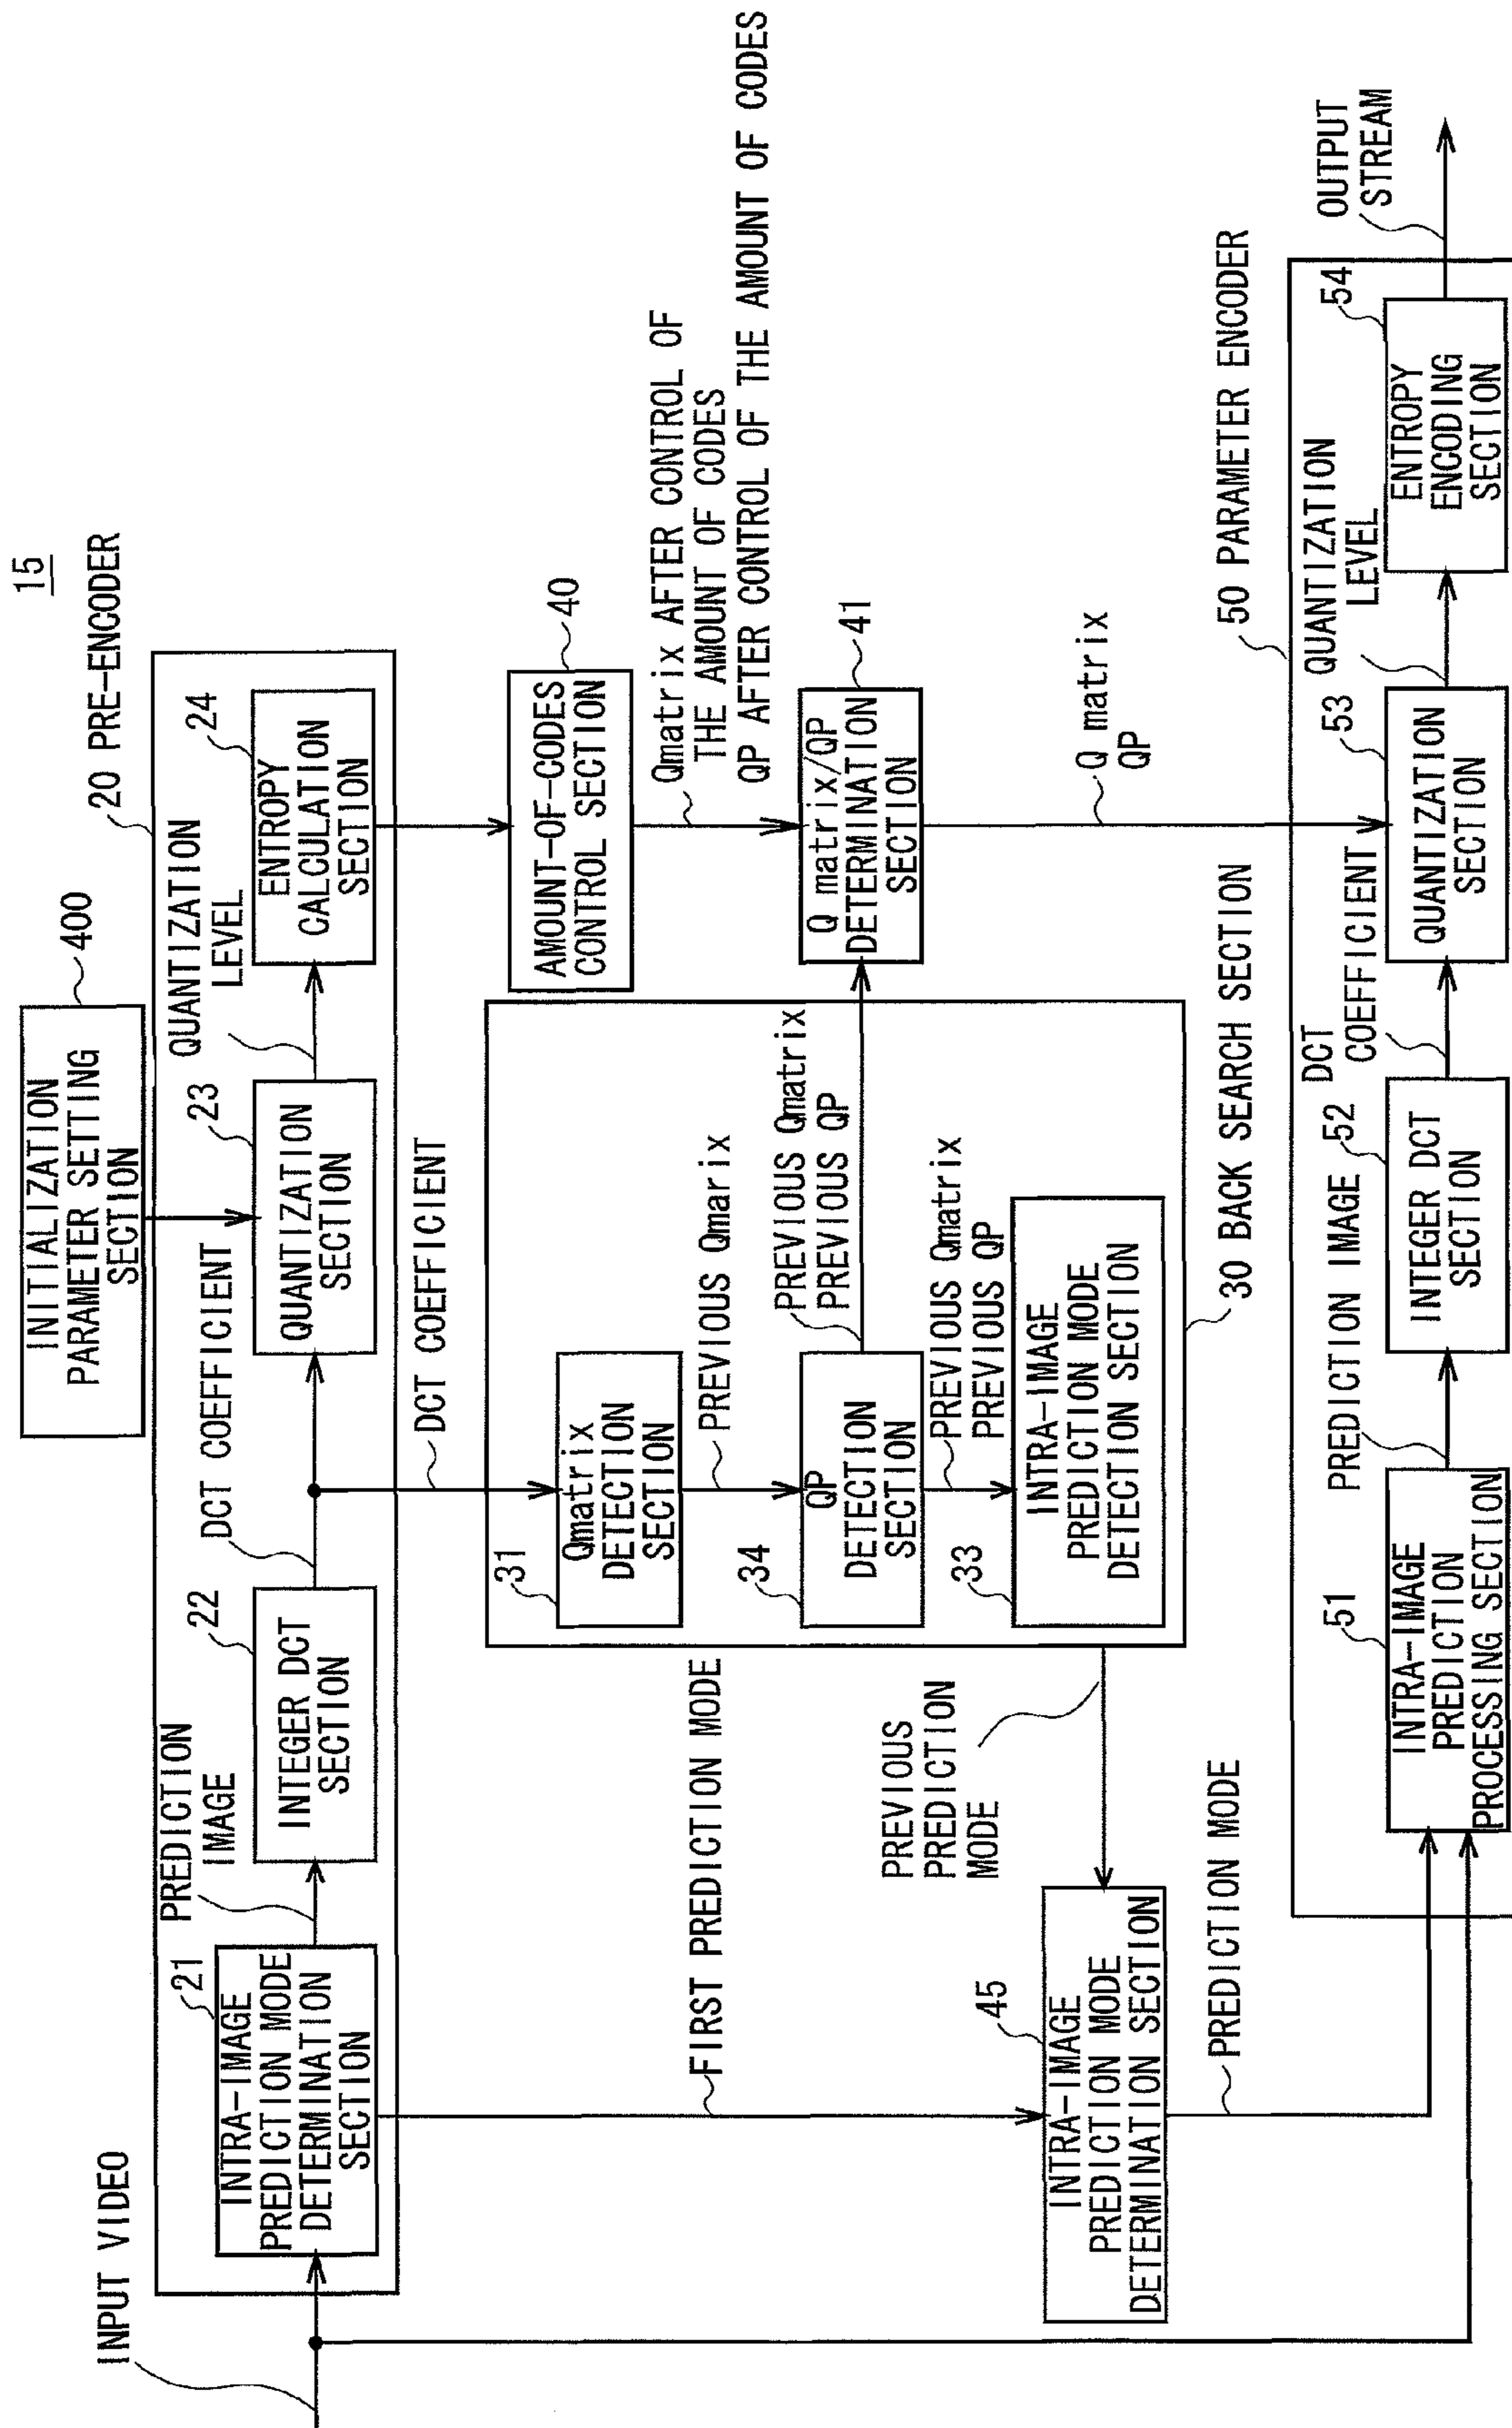 15
INPUT VIDEO
20 PRE-ENCODER
INITIALIZATION
PARAMETER SETTING
SECTION
400
21
INTRA-IMAGE
PREDICTION MODE
DETERMINATION
SECTION
PREDICTION
IMAGE
22
INTEGER DCT
SECTION
DCT COEFFICIENT
23
QUANTIZATION
SECTION
QUANTIZATION
LEVEL
24
ENTROPY
CALCULATION
SECTION
FIRST PREDICTION MODE
DCT COEFFICIENT
31
Qmatrix
DETECTION
SECTION
PREVIOUS Qmarix
34
QP
DETECTION
SECTION
PREVIOUS Qmatrix
PREVIOUS QP
PREVIOUS Qmatrix
PREVIOUS QP
33
INTRA-IMAGE
PREDICTION MODE
DETECTION SECTION
30 BACK SEARCH SECTION
40
AMOUNT-OF-CODES
CONTROL SECTION
Qmatrix AFTER CONTROL OF
THE AMOUNT OF CODES
QP AFTER CONTROL OF THE AMOUNT OF CODES
41
Q matrix/QP
DETERMINATION
SECTION
Q matrix
QP
PREVIOUS
PREDICTION
MODE
45
INTRA-IMAGE
PREDICTION MODE
DETERMINATION SECTION
PREDICTION MODE
50 PARAMETER ENCODER
51
INTRA-IMAGE
PREDICTION
PROCESSING SECTION
PREDICTION IMAGE
52
INTEGER DCT
SECTION
DCT
COEFFICIENT
53
QUANTIZATION
SECTION
QUANTIZATION
LEVEL
54
ENTROPY
ENCODING
SECTION
OUTPUT
STREAM